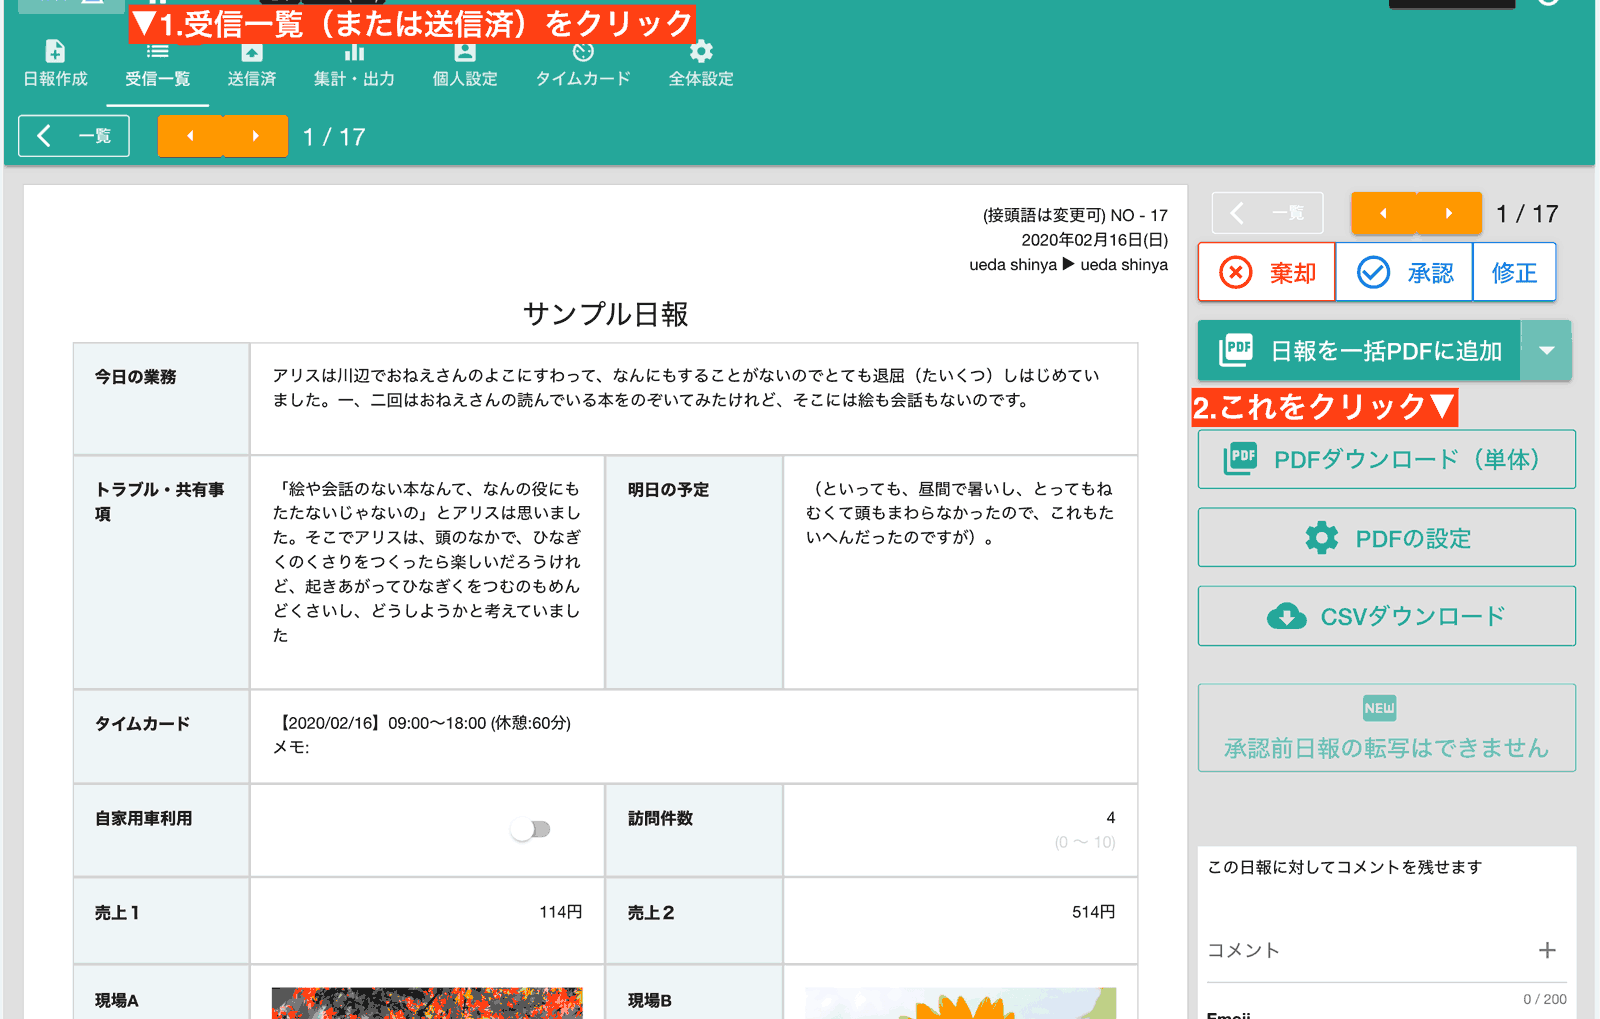 ▼1.受信一覧（または送信済）をクリック
日報作成
受信一覧
送信済
集計・出力
個人設定
タイムカード
全体設定
一覧
1 / 17
(接頭語は変更可) NO - 17
2020年02月16日(日)
ueda shinya ▶ ueda shinya
サンプル日報
今日の業務
アリスは川辺でおねえさんのよこにすわって、なんにもすることがないのでとても退屈（たいくつ）しはじめてい
ました。一、二回はおねえさんの読んでいる本をのぞいてみたけれど、そこには絵も会話もないのです。
トラブル・共有事
項
「絵や会話のない本なんて、なんの役にも
たたないじゃないの」とアリスは思いまし
た。そこでアリスは、頭のなかで、ひなぎ
くのくさりをつくったら楽しいだろうけれ
ど、起きあがってひなぎくをつむのもめん
どくさいし、どうしようかと考えていまし
た
明日の予定
（といっても、昼間で暑いし、とってもね
むくて頭もまわらなかったので、これもた
いへんだったのですが）。
タイムカード
【2020/02/16】09:00〜18:00 (休憩:60分)
メモ:
自家用車利用
訪問件数
4
(0 〜 10)
売上１
114円
売上２
514円
現場A
現場B
一覧
1 / 17
棄却
承認
修正
PDF
日報を一括PDFに追加
2.これをクリック▼
PDF
PDFダウンロード（単体）
PDFの設定
CSVダウンロード
NEW
承認前日報の転写はできません
この日報に対してコメントを残せます
コメント
0 / 200
Emoji